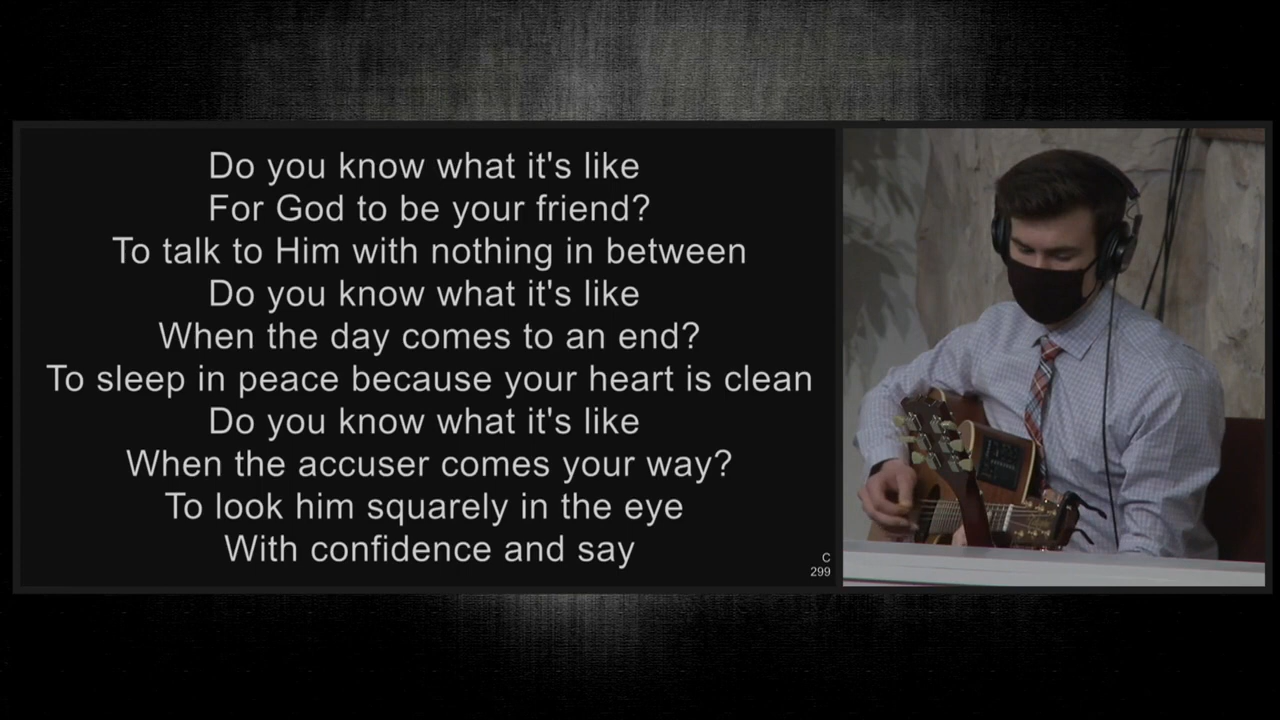 Do you know what it's like
For God to be your friend?
To talk to Him with nothing in between
Do you know what it's like
When the day comes to an end?
To sleep in peace because your heart is clean
Do you know what it's like
When the accuser comes your way?
To look him squarely in the eye
With confidence and say
C
299